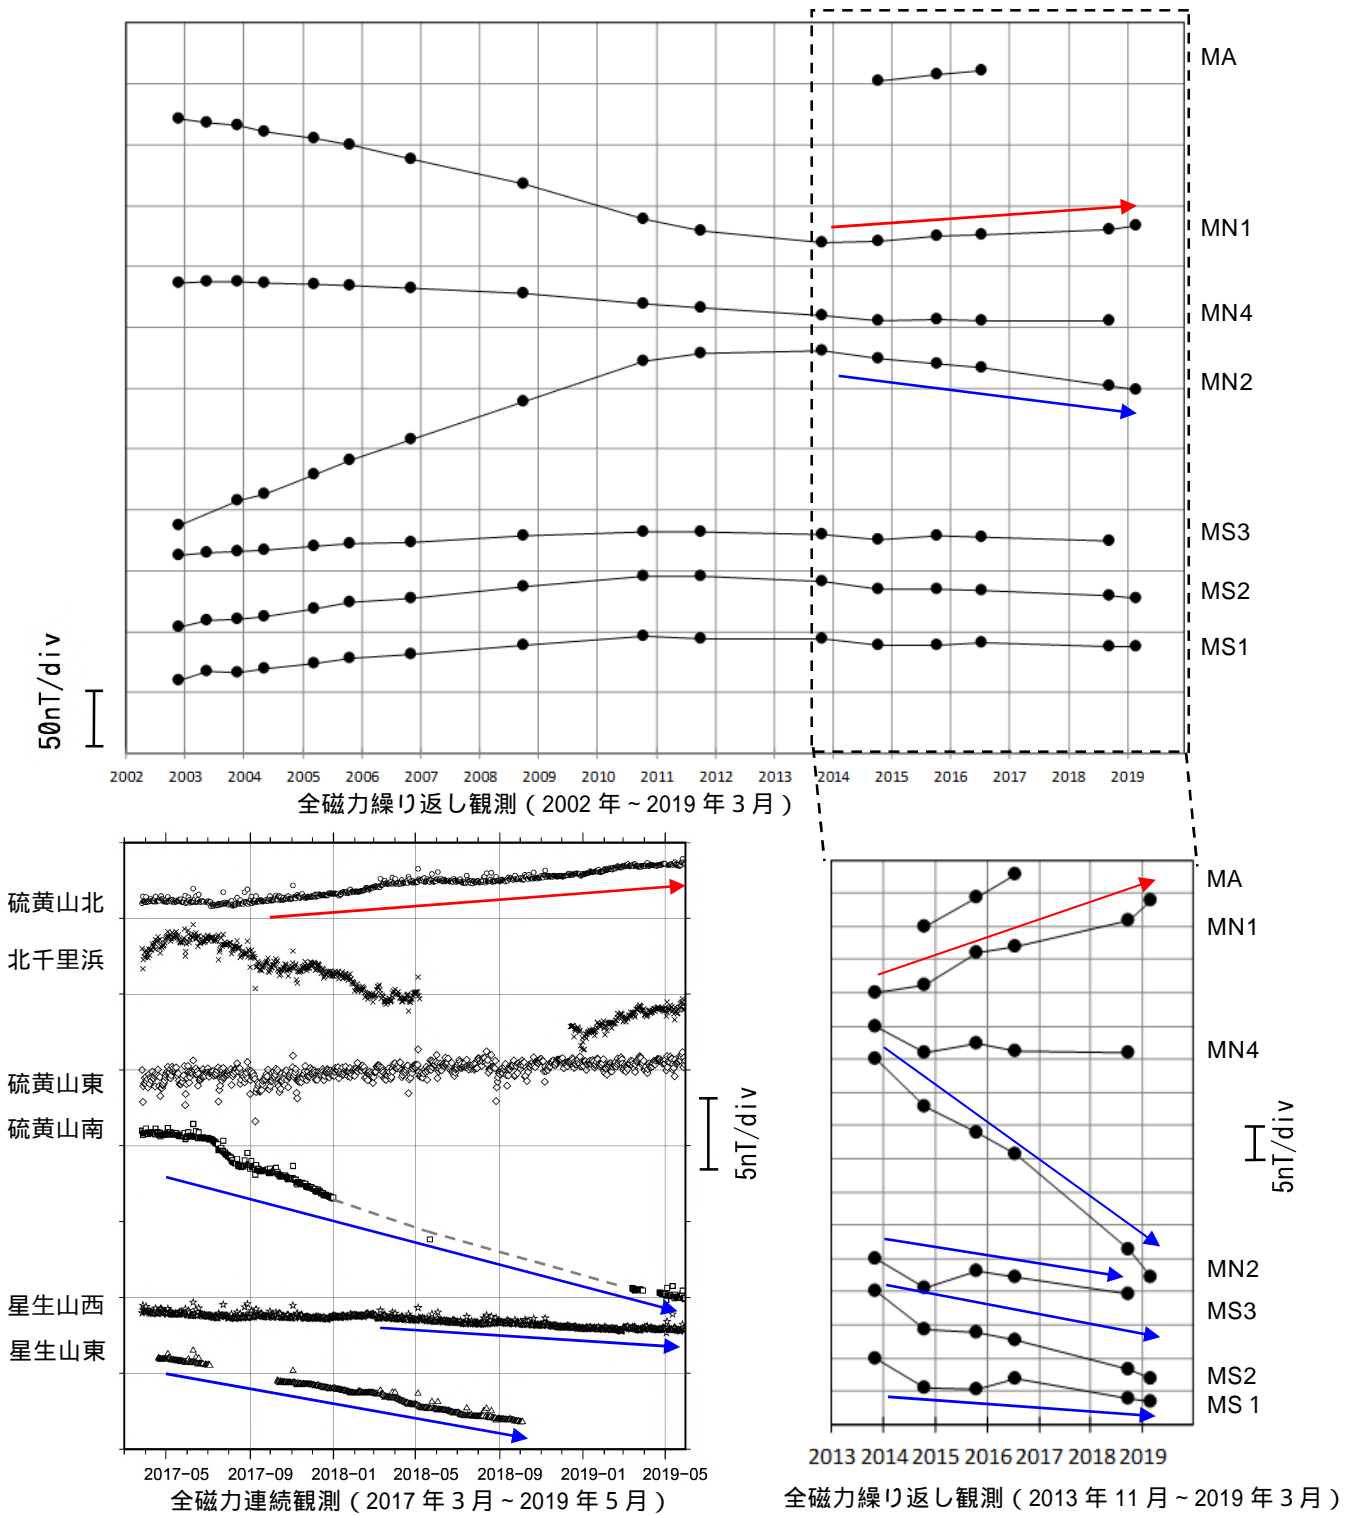 MA
MN1
MN4
MN2
MS3
MS2
MS1
50nT/div
2002 2003 2004 2005 2006 2007 2008 2009 2010 2011 2012 2013 2014 2015 2016 2017 2018 2019
全磁力繰り返し観測（2002 年～2019 年 3 月）
硫黄山北
北千里浜
硫黄山東
硫黄山南
星生山西
星生山東
5nT/div
2017-05 2017-09 2018-01 2018-05 2018-09 2019-01 2019-05
全磁力連続観測（2017 年 3 月～2019 年 5 月）
MA
MN1
MN4
MN2
MS3
MS2
MS 1
5nT/div
2013 2014 2015 2016 2017 2018 2019
全磁力繰り返し観測（2013 年 11 月～2019 年 3 月）